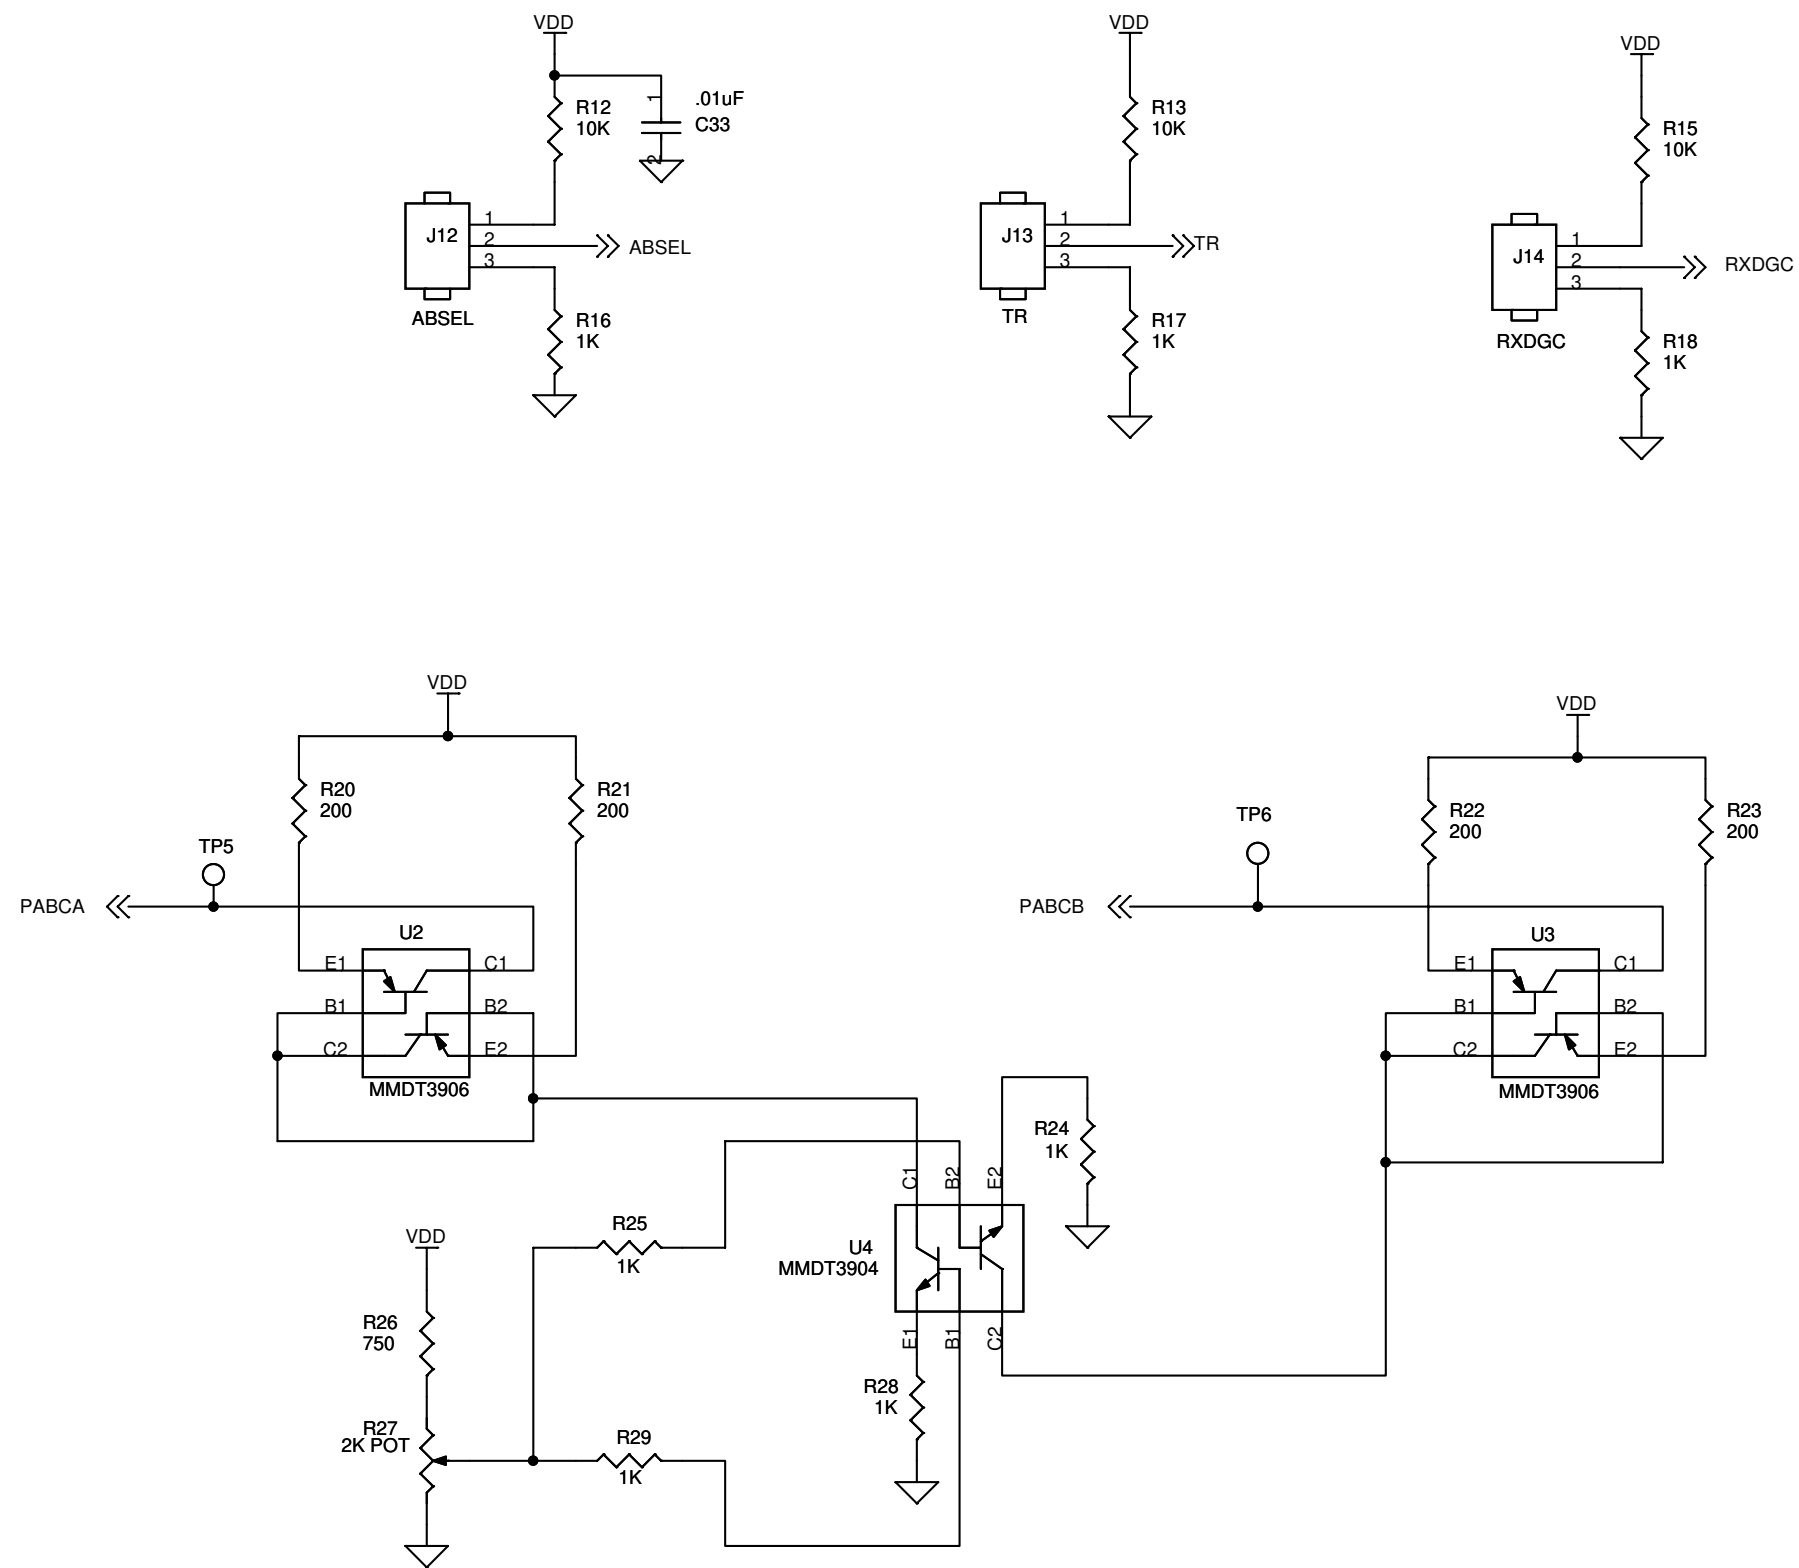 VDD
R12
10K
1
.01uF
C33
2
J12
1
2
3
ABSEL
ABSEL
R16
1K
VDD
R13
10K
J13
1
2
3
TR
TR
R17
1K
VDD
R15
10K
J14
1
2
3
RXDGC
RXDGC
R18
1K
VDD
R20
200
R21
200
TP5
PABCA
U2
E1
C1
B1
B2
C2
E2
MMDT3906
VDD
R22
200
R23
200
TP6
PABCB
U3
E1
C1
B1
B2
C2
E2
MMDT3906
R24
1K
C1
B2
E2
U4
MMDT3904
E1
B1
C2
R25
1K
VDD
R26
750
R27
2K POT
R28
1K
R29
1K